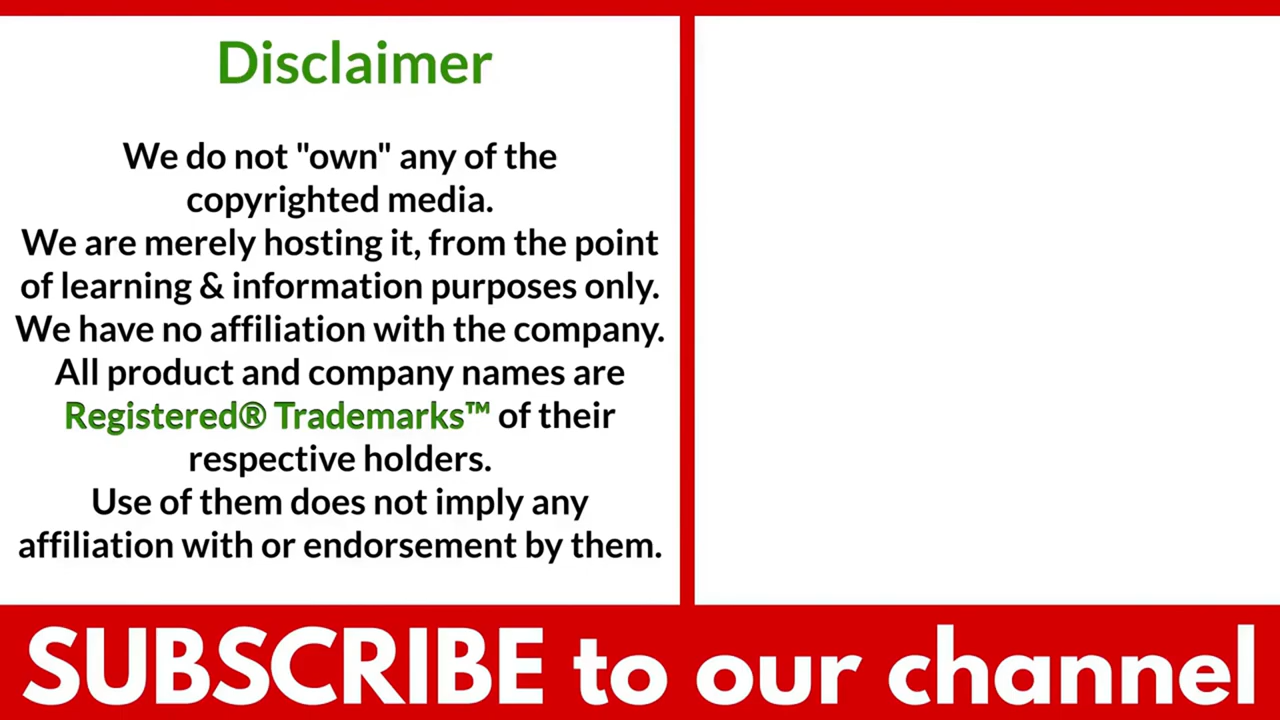 Disclaimer
We do not "own" any of the
copyrighted media.
We are merely hosting it, from the point
of learning & information purposes only.
We have no affiliation with the company.
All product and company names are
Registered® Trademarks™ of their
respective holders.
Use of them does not imply any
affiliation with or endorsement by them.
SUBSCRIBE to our channel